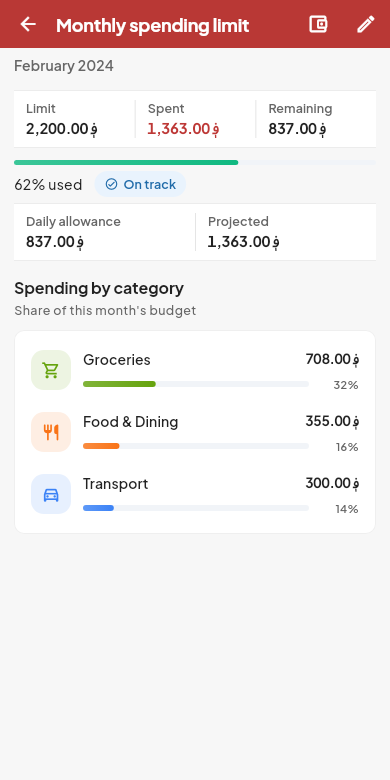 Monthly spending limit
February 2024
Limit Spent Remaining
2,200.00 ؋ 1,363.00 ؋ 837.00 ؋
62% used On track
Daily allowance Projected
837.00 ؋ 1,363.00 ؋
Spending by category
Share of this month's budget
Groceries 708.00 ؋
32%
Food & Dining 355.00 ؋
16%
Transport 300.00 ؋
14%